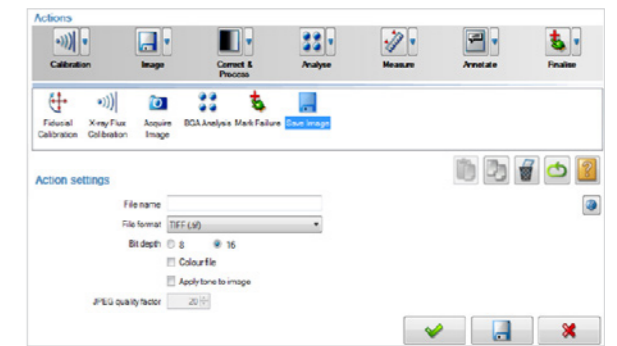 Actions
Calibration Image Correct & Process Analyse Measure Annotate Finalise
Fiducial Calibration X-ray Flux Calibration Acquire Image BGA Analysis Mark Failure Save Image
Action settings
File name
File format TIFF (.tif)
Bit depth 8 16
Colour file
Apply tone to image
JPEG quality factor 20